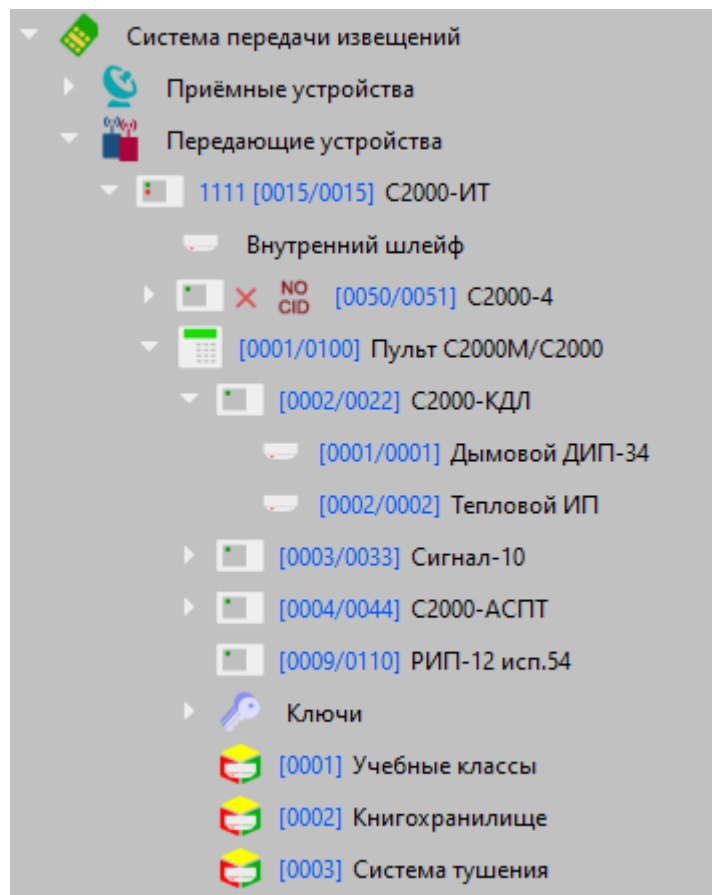 Система передачи извещений
Приёмные устройства
Передающие устройства
1111 [0015/0015] С2000-ИТ
Внутренний шлейф
NO CID [0050/0051] С2000-4
[0001/0100] Пульт С2000М/С2000
[0002/0022] С2000-КДЛ
[0001/0001] Дымовой ДИП-34
[0002/0002] Тепловой ИП
[0003/0033] Сигнал-10
[0004/0044] С2000-АСПТ
[0009/0110] РИП-12 исп.54
Ключи
[0001] Учебные классы
[0002] Книгохранилище
[0003] Система тушения